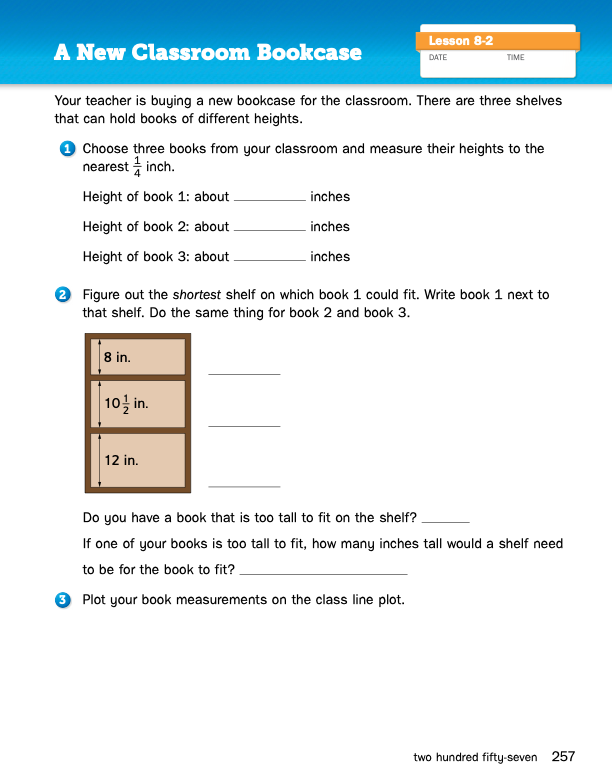 A New Classroom Bookcase
Lesson 8-2
DATE TIME
Your teacher is buying a new bookcase for the classroom. There are three shelves
that can hold books of different heights.
1 Choose three books from your classroom and measure their heights to the
nearest 1/4 inch.
Height of book 1: about ________ inches
Height of book 2: about ________ inches
Height of book 3: about ________ inches
2 Figure out the shortest shelf on which book 1 could fit. Write book 1 next to
that shelf. Do the same thing for book 2 and book 3.
8 in.
10 1/2 in.
12 in.
Do you have a book that is too tall to fit on the shelf? ______
If one of your books is too tall to fit, how many inches tall would a shelf need
to be for the book to fit? ____________________
3 Plot your book measurements on the class line plot.
two hundred fifty-seven 257